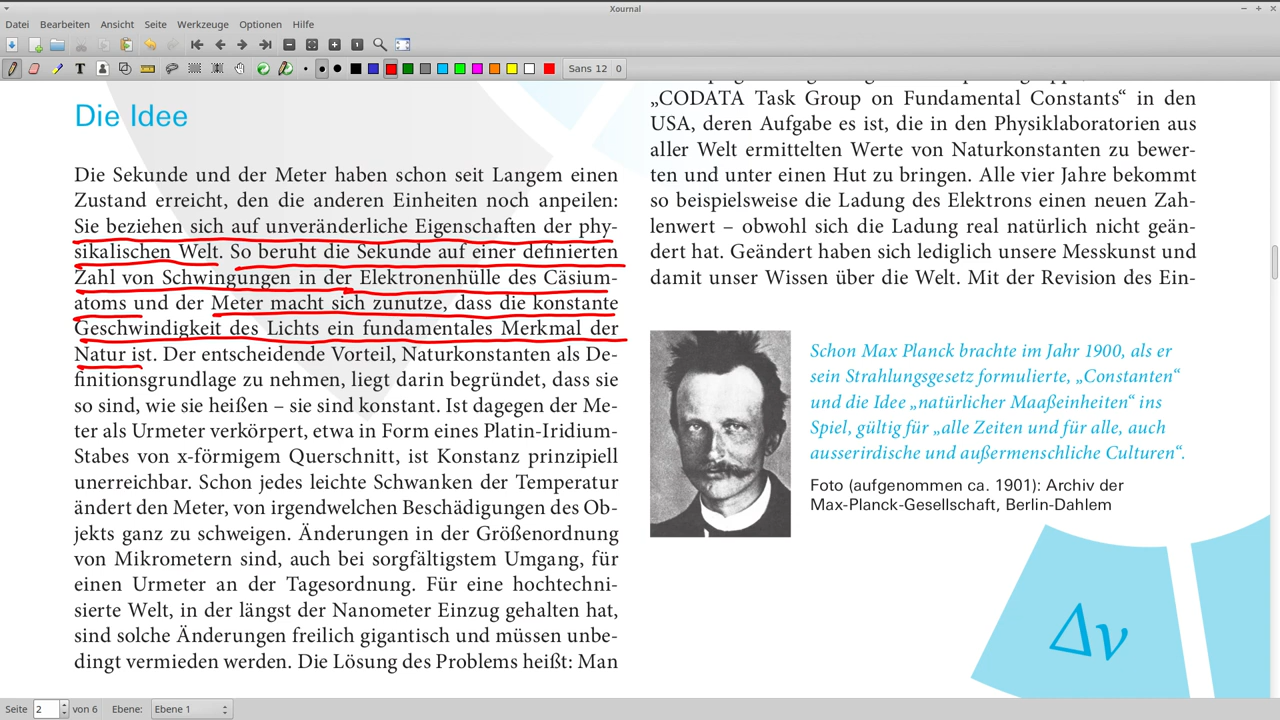 Xournal
Datei Bearbeiten Ansicht Seite Werkzeuge Optionen Hilfe
Sans 12 0
Die Idee
Die Sekunde und der Meter haben schon seit Langem einen
Zustand erreicht, den die anderen Einheiten noch anpeilen:
Sie beziehen sich auf unveränderliche Eigenschaften der phy-
sikalischen Welt. So beruht die Sekunde auf einer definierten
Zahl von Schwingungen in der Elektronenhülle des Cäsium-
atoms und der Meter macht sich zunutze, dass die konstante
Geschwindigkeit des Lichts ein fundamentales Merkmal der
Natur ist. Der entscheidende Vorteil, Naturkonstanten als De-
finitionsgrundlage zu nehmen, liegt darin begründet, dass sie
so sind, wie sie heißen – sie sind konstant. Ist dagegen der Me-
ter als Urmeter verkörpert, etwa in Form eines Platin-Iridium-
Stabes von x-förmigem Querschnitt, ist Konstanz prinzipiell
unerreichbar. Schon jedes leichte Schwanken der Temperatur
ändert den Meter, von irgendwelchen Beschädigungen des Ob-
jekts ganz zu schweigen. Änderungen in der Größenordnung
von Mikrometern sind, auch bei sorgfältigstem Umgang, für
einen Urmeter an der Tagesordnung. Für eine hochtechni-
sierte Welt, in der längst der Nanometer Einzug gehalten hat,
sind solche Änderungen freilich gigantisch und müssen unbe-
dingt vermieden werden. Die Lösung des Problems heißt: Man
„CODATA Task Group on Fundamental Constants“ in den
USA, deren Aufgabe es ist, die in den Physiklaboratorien aus
aller Welt ermittelten Werte von Naturkonstanten zu bewer-
ten und unter einen Hut zu bringen. Alle vier Jahre bekommt
so beispielsweise die Ladung des Elektrons einen neuen Zah-
lenwert – obwohl sich die Ladung real natürlich nicht geän-
dert hat. Geändert haben sich lediglich unsere Messkunst und
damit unser Wissen über die Welt. Mit der Revision des Ein-
Schon Max Planck brachte im Jahr 1900, als er
sein Strahlungsgesetz formulierte, „Constanten“
und die Idee „natürlicher Maaßeinheiten“ ins
Spiel, gültig für „alle Zeiten und für alle, auch
ausserirdische und außermenschliche Culturen“.
Foto (aufgenommen ca. 1901): Archiv der
Max-Planck-Gesellschaft, Berlin-Dahlem
Δν
Seite 2 von 6 Ebene: Ebene 1